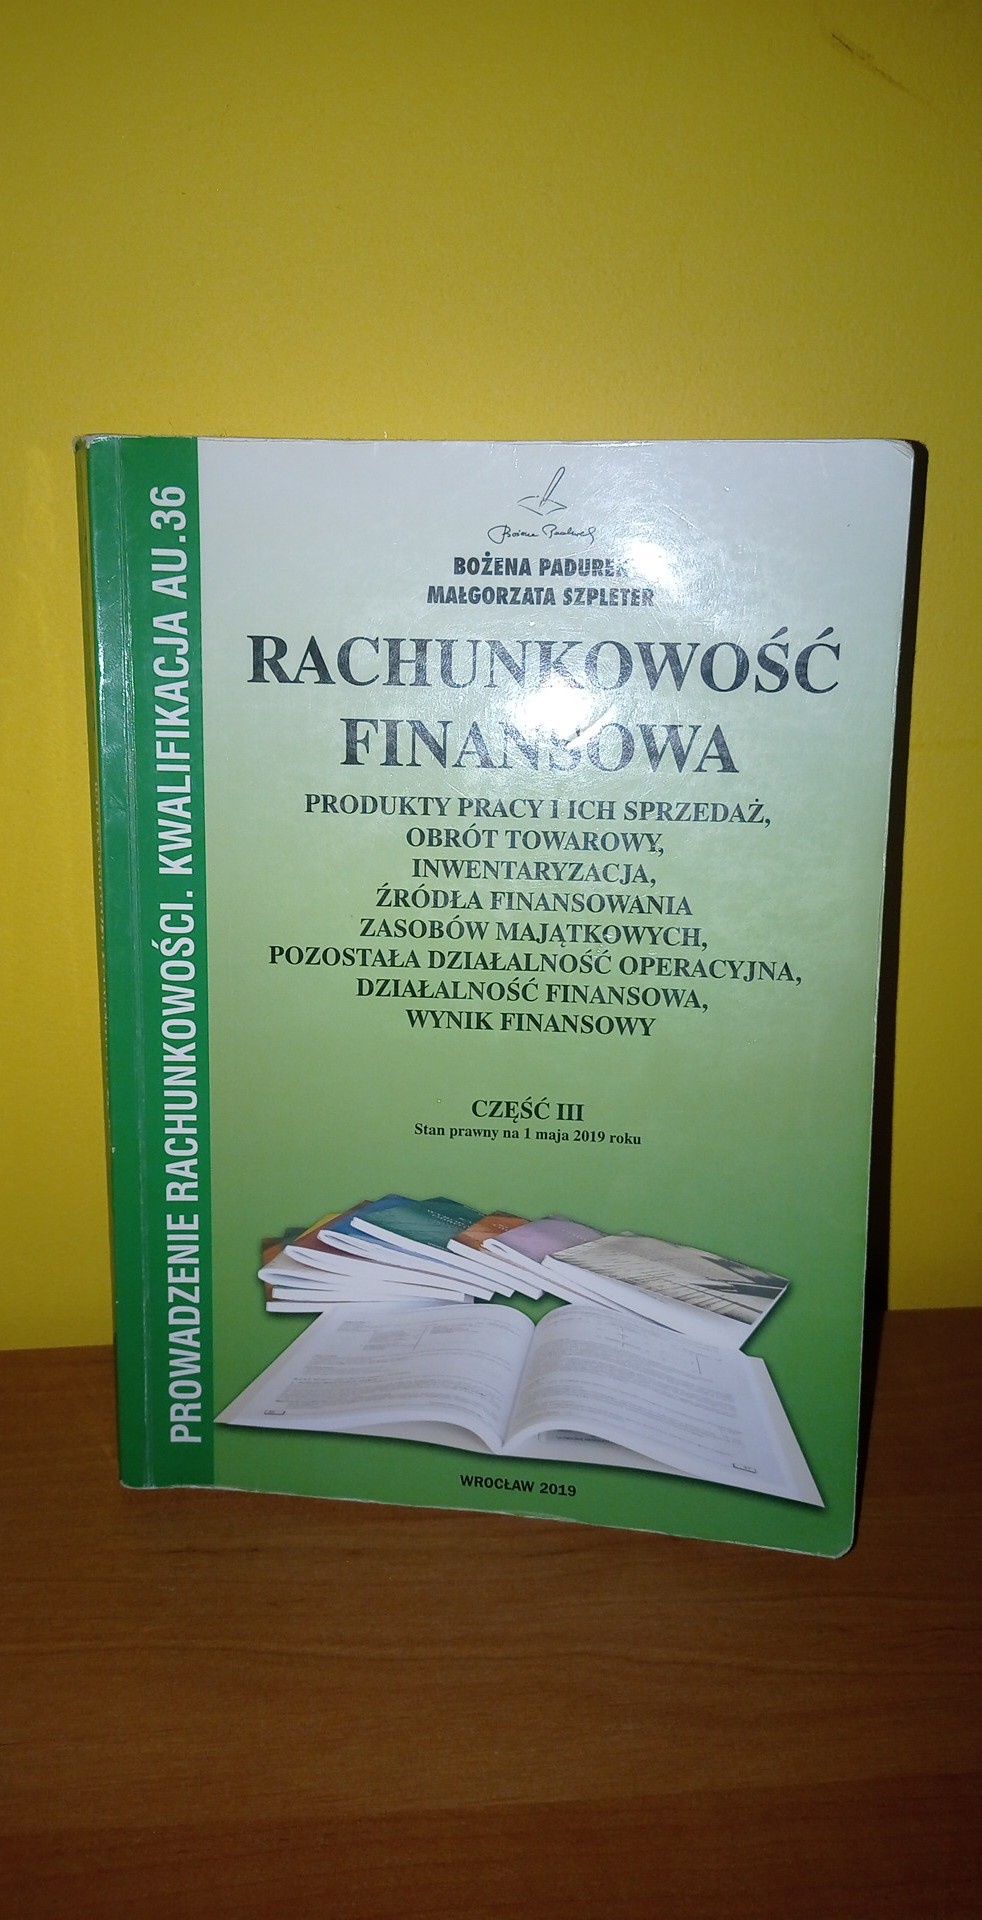 PROWADZENIE RACHUNKOWOŚCI. KWALIFIKACJA AU.36
Bożena Padurek
BOŻENA PADUREK
MAŁGORZATA SZPLETER
RACHUNKOWOŚĆ
FINANSOWA
PRODUKTY PRACY I ICH SPRZEDAŻ,
OBRÓT TOWAROWY,
INWENTARYZACJA,
ŹRÓDŁA FINANSOWANIA
ZASOBÓW MAJĄTKOWYCH,
POZOSTAŁA DZIAŁALNOŚĆ OPERACYJNA,
DZIAŁALNOŚĆ FINANSOWA,
WYNIK FINANSOWY
CZĘŚĆ III
Stan prawny na 1 maja 2019 roku
WROCŁAW 2019